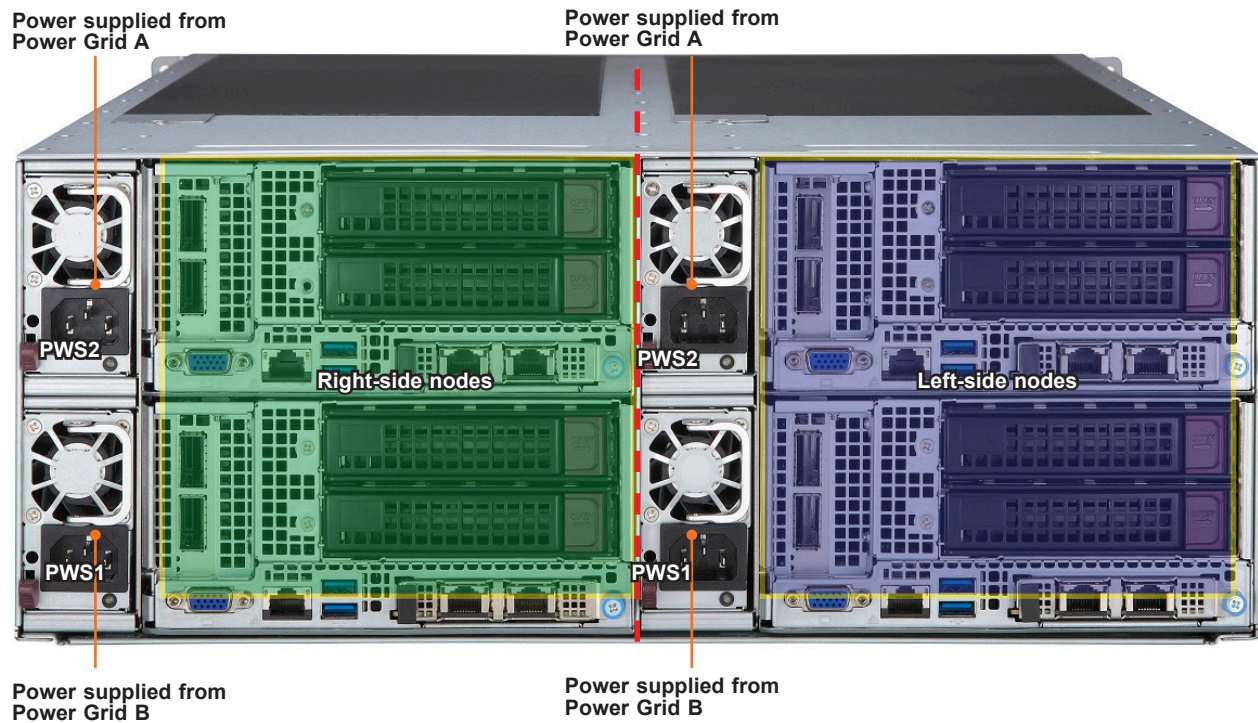 Power supplied from
Power Grid A
Power supplied from
Power Grid A
PWS2
PWS2
Right-side nodes
Left-side nodes
PWS1
PWS1
Power supplied from
Power Grid B
Power supplied from
Power Grid B